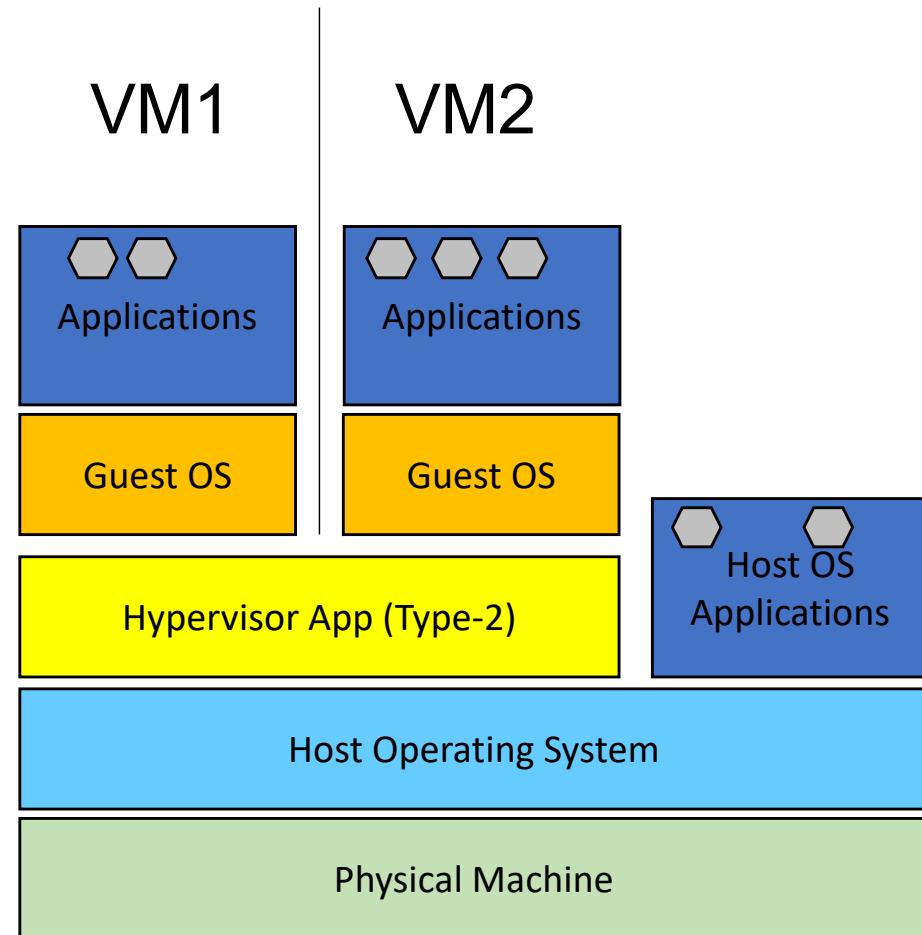 VM1
VM2
Applications
Applications
Guest OS
Guest OS
Host OS
Applications
Hypervisor App (Type-2)
Host Operating System
Physical Machine